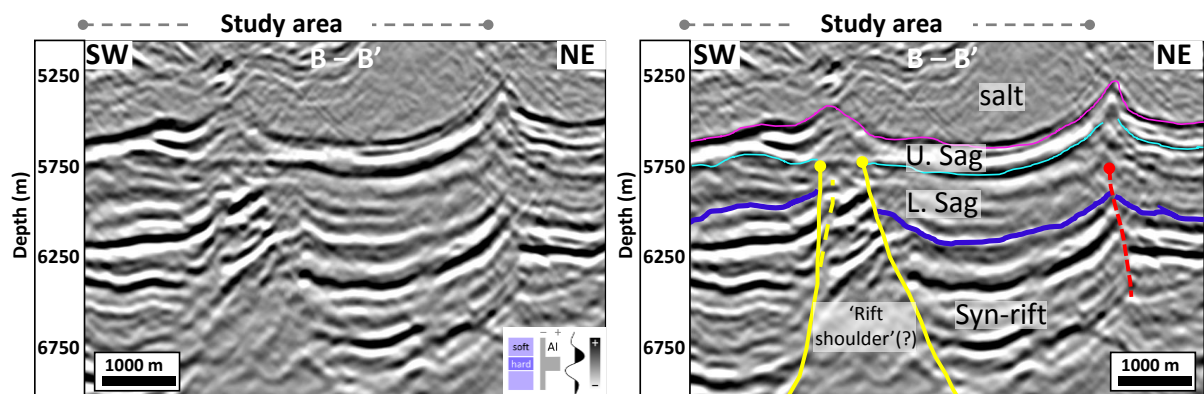 Study area
SW
B – B'
NE
5250
5750
6250
6750
Depth (m)
1000 m
soft
hard
– +
AI
+
–
Study area
SW
B – B'
NE
5250
5750
6250
6750
Depth (m)
salt
U. Sag
L. Sag
Syn-rift
‘Rift
shoulder’(?)
1000 m